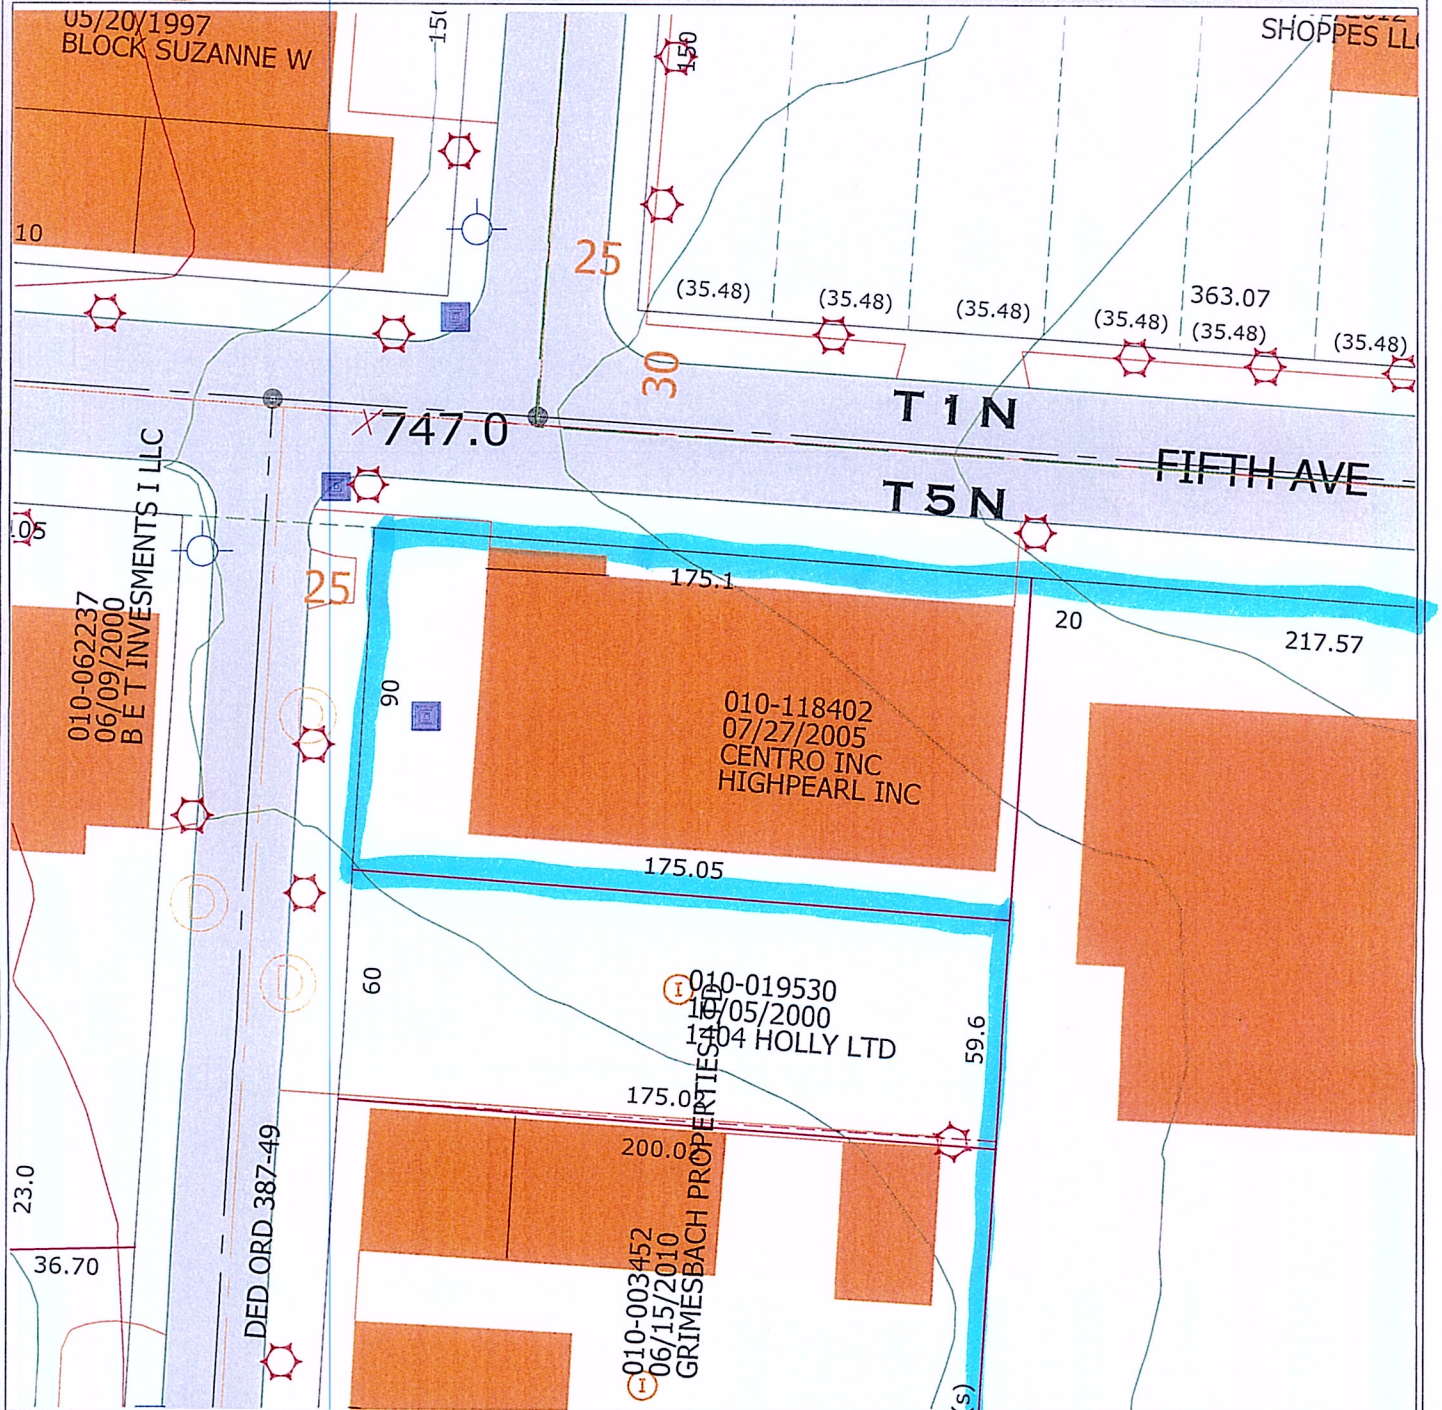 05/20/1997
BLOCK SUZANNE W
150
SHOPPES
10
25
(35.48)
(35.48)
(35.48)
(35.48)
363.07
(35.48)
(35.48)
30
T 1 N
747.0
FIFTH AVE
T 5 N
.05
010-062237
06/09/2000
B E T INVESMENTS I LLC
25
175.1
20
217.57
90
010-118402
07/27/2005
CENTRO INC
HIGHPEARL INC
175.05
D
D
D
60
I
010-019530
10/05/2000
1404 HOLLY LTD
59.6
175.02
200.02
DED.ORD 387-49
23.0
36.70
010-003452
06/15/2010
GRIMESBACH PROPERTIES LTD
I